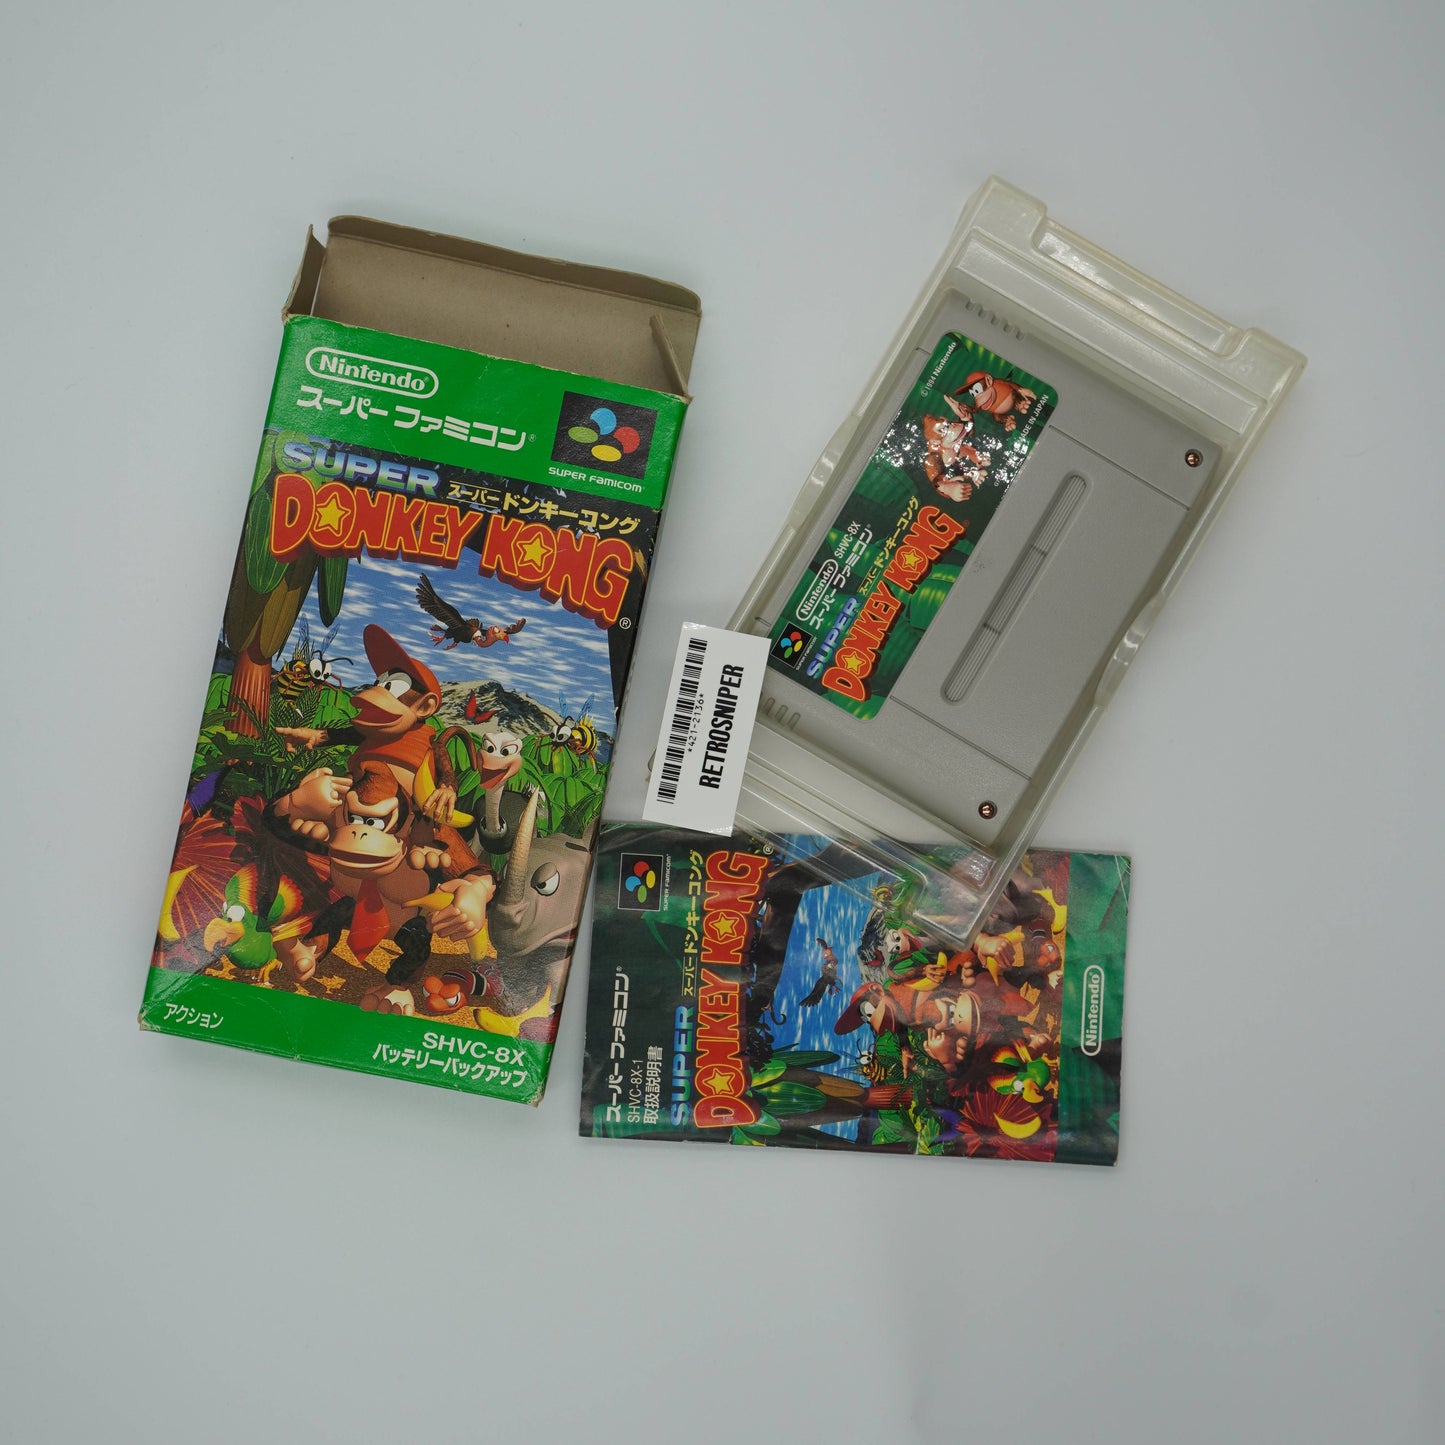 Nintendo
スーパーファミコン®
SUPER FAMICOM
SUPER
スーパードンキーコング
DONKEY KONG®
アクション
SHVC-8X
バッテリーバックアップ
© 1994 Nintendo
MADE IN JAPAN
Nintendo SHVC-8X
スーパーファミコン®
SUPER FAMICOM
SUPER
スーパードンキーコング
DONKEY KONG®
*421-2136*
RETROSNIPER
SUPER FAMICOM®
スーパーファミコン®
SHVC-8X-1
取扱説明書
SUPER
スーパードンキーコング
DONKEY KONG®
Nintendo